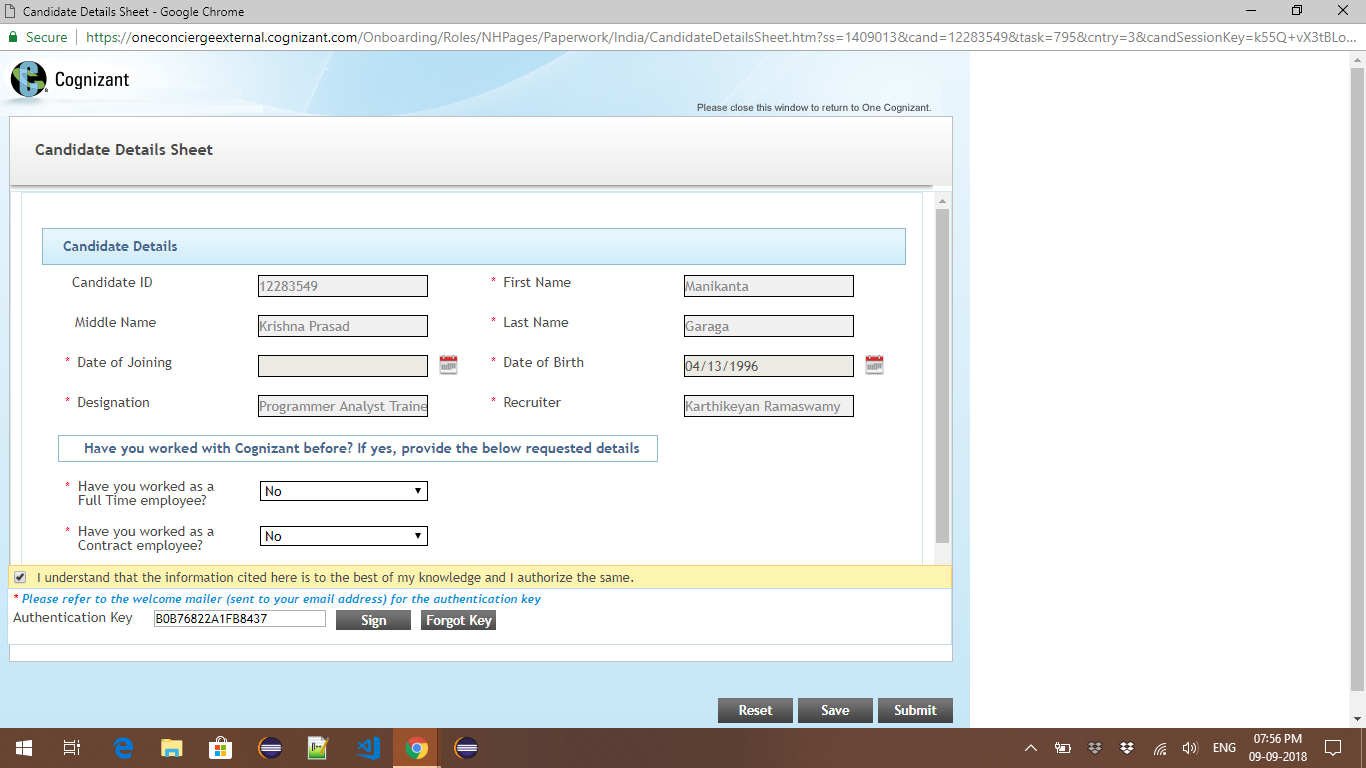 Candidate Details Sheet - Google Chrome
Secure | https://oneconciergeexternal.cognizant.com/Onboarding/Roles/NHPages/Paperwork/India/CandidateDetailsSheet.htm?ss=1409013&cand=12283549&task=795&cntry=3&candSessionKey=k55Q+vX3tBLo...
Cognizant
Please close this window to return to One Cognizant.
Candidate Details Sheet
Candidate Details
Candidate ID 12283549 * First Name Manikanta
Middle Name Krishna Prasad * Last Name Garaga
* Date of Joining * Date of Birth 04/13/1996
* Designation Programmer Analyst Traine * Recruiter Karthikeyan Ramaswamy
Have you worked with Cognizant before? If yes, provide the below requested details
* Have you worked as a
Full Time employee? No
* Have you worked as a
Contract employee? No
I understand that the information cited here is to the best of my knowledge and I authorize the same.
* Please refer to the welcome mailer (sent to your email address) for the authentication key
Authentication Key B0B76822A1FB8437 Sign Forgot Key
Reset Save Submit
ENG 07:56 PM
09-09-2018